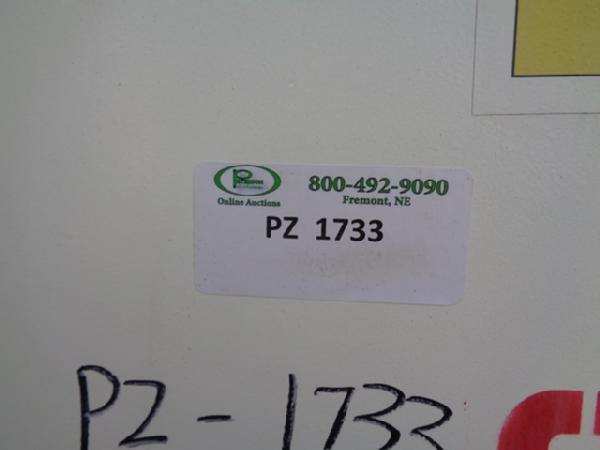 800-492-9090
Online Auctions
Fremont, NE
PZ 1733
PZ-1733